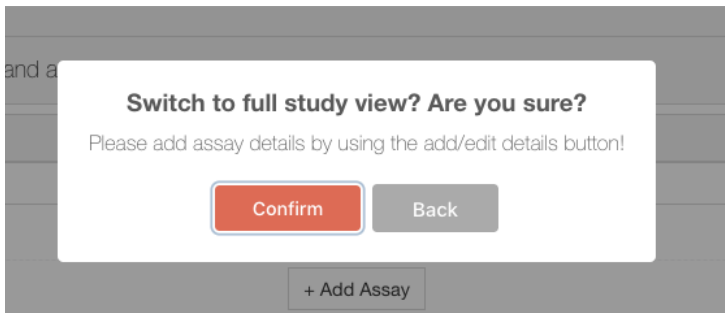 and a
Switch to full study view? Are you sure?
Please add assay details by using the add/edit details button!
Confirm
Back
+ Add Assay